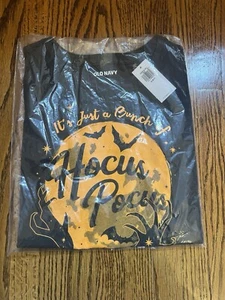 OLD NAVY
It's Just a Bunch of
Hocus
Pocus